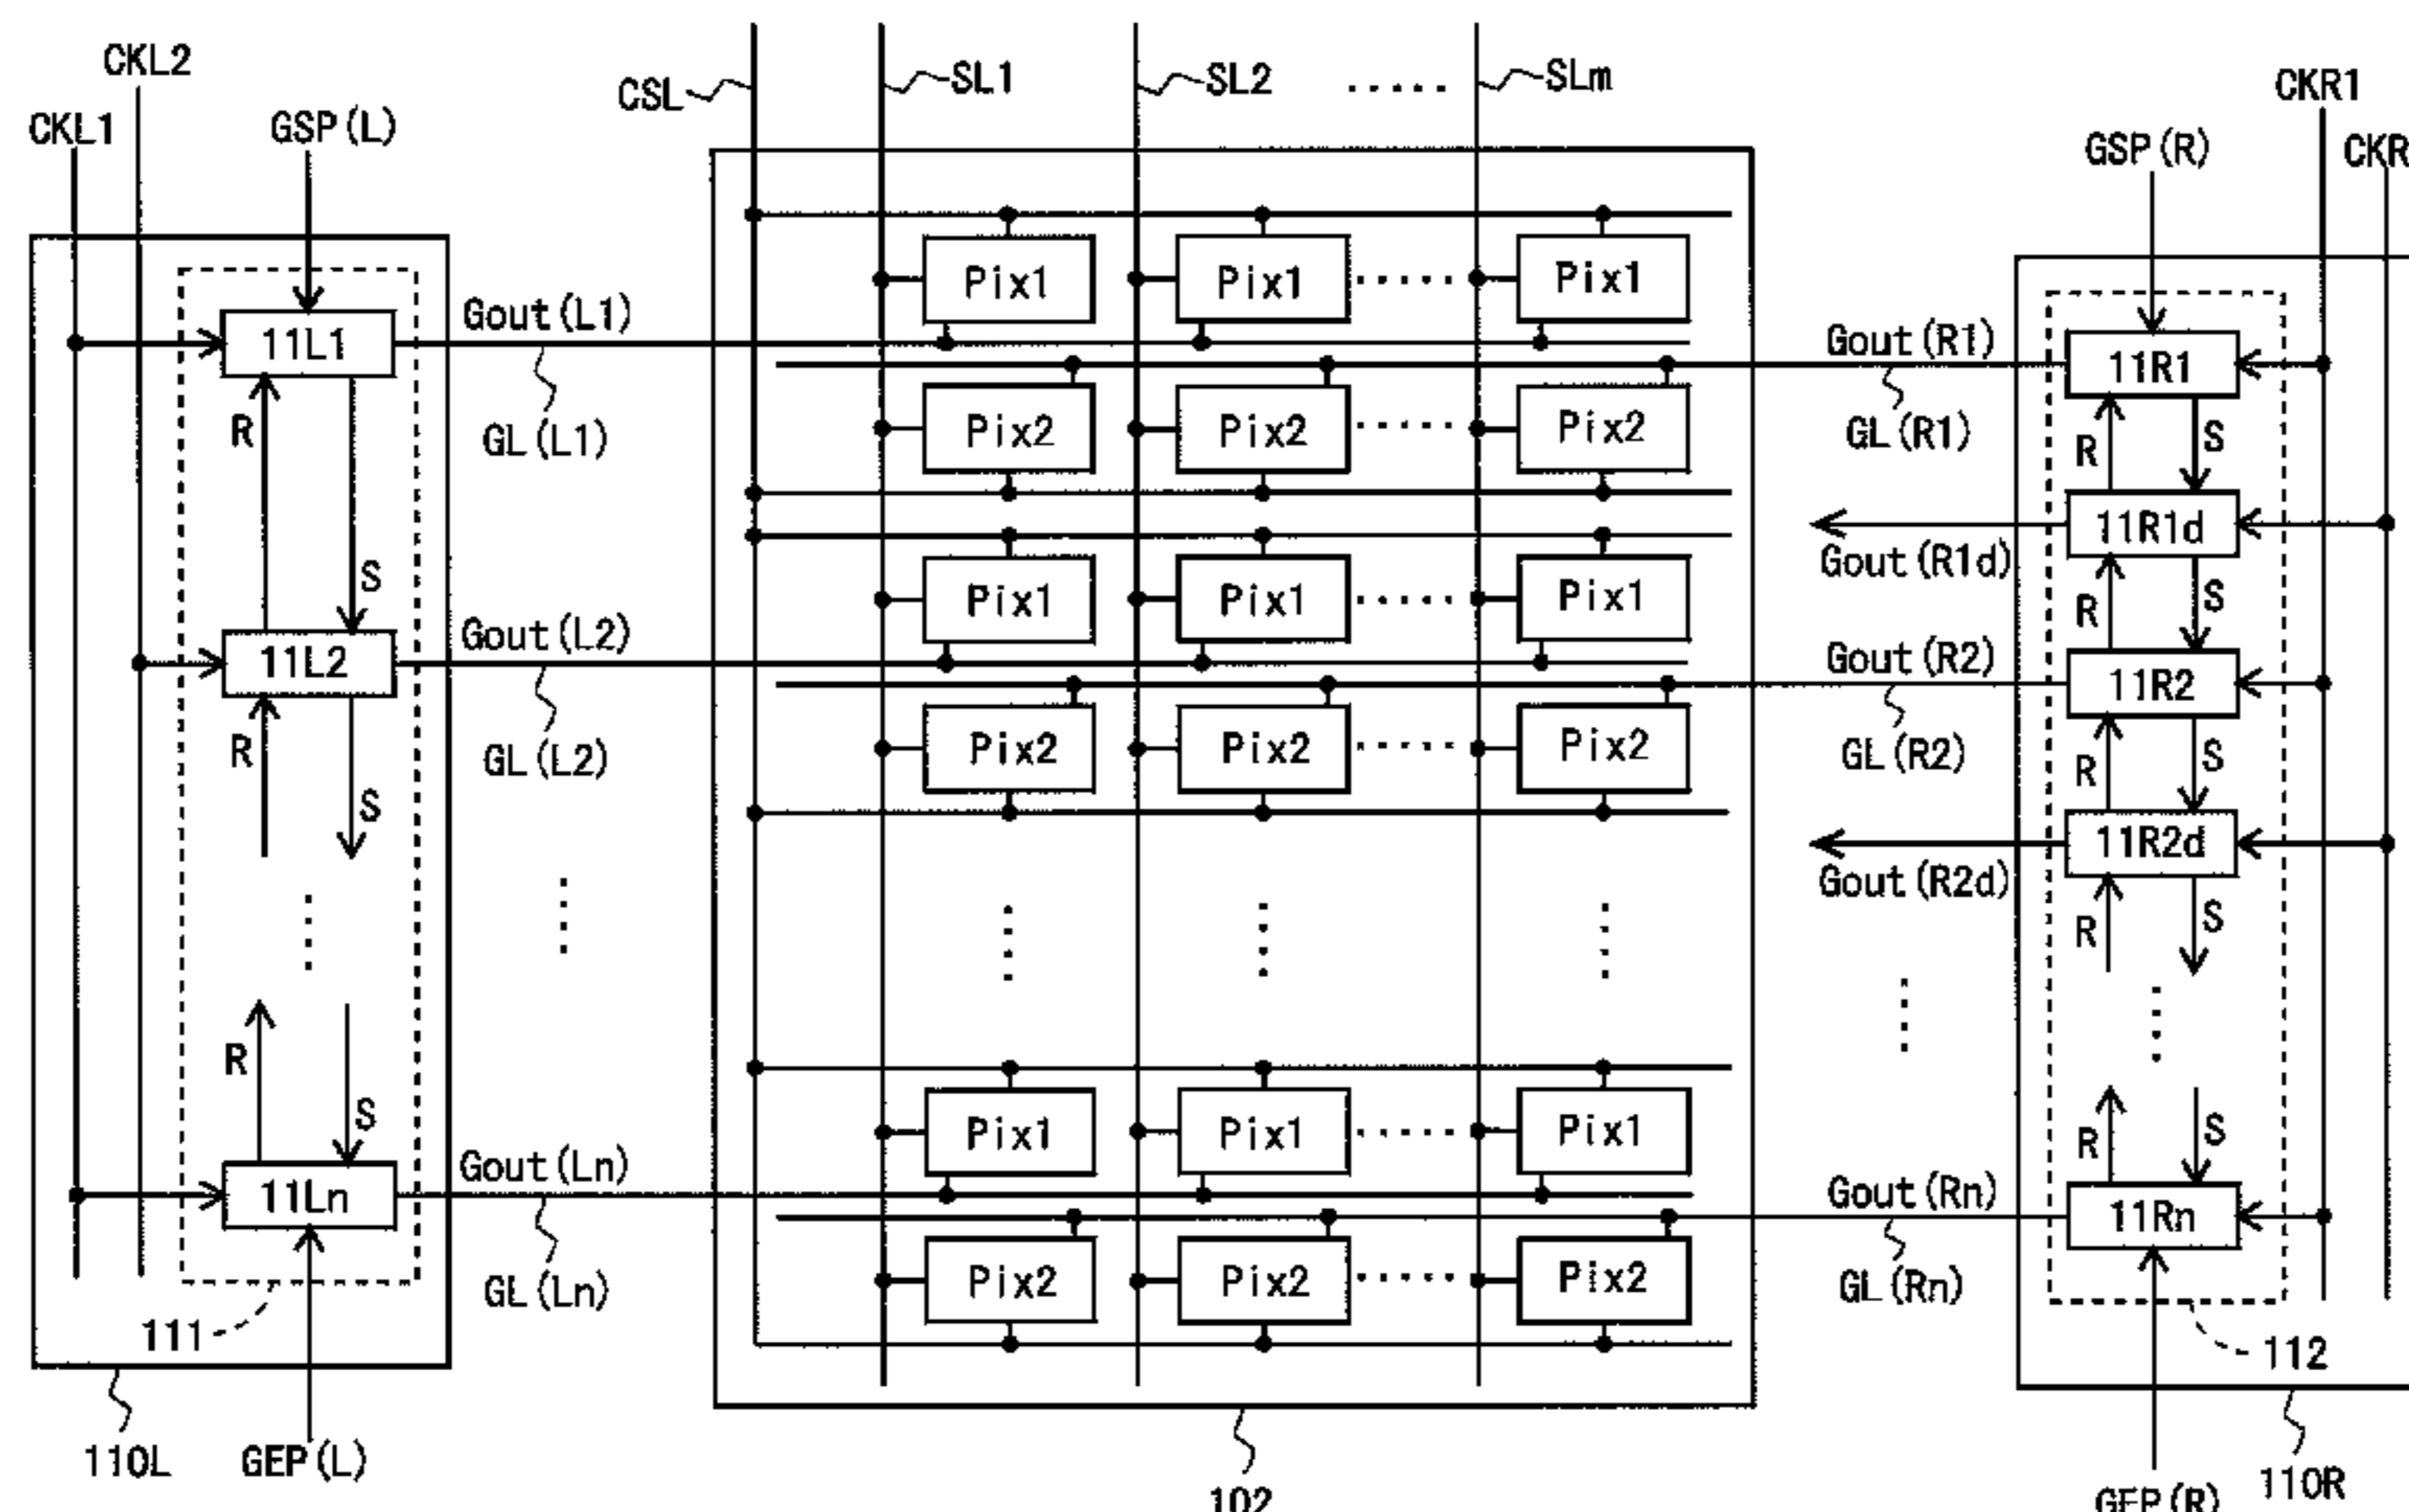 CKL2
CKL1
GSP(L)
CSL
SL1
SL2
.....
SLm
CKR1
GSP(R)
CKR
Pix1 Pix1 ..... Pix1
11L1
Gout(L1)
GL(L1)
Gout(R1)
GL(R1)
11R1
R
S
R
S
Pix2 Pix2 ..... Pix2
11R1d
Gout(R1d)
Pix1 Pix1 ..... Pix1
R
S
11L2
Gout(L2)
GL(L2)
Gout(R2)
GL(R2)
11R2
R
S
R
S
Pix2 Pix2 ..... Pix2
11R2d
Gout(R2d)
R
S
R
S
R
S
Pix1 Pix1 ..... Pix1
11Ln
Gout(Ln)
GL(Ln)
Gout(Rn)
GL(Rn)
11Rn
Pix2 Pix2 ..... Pix2
111
112
110L
GEP(L)
102
GEP(R)
110R